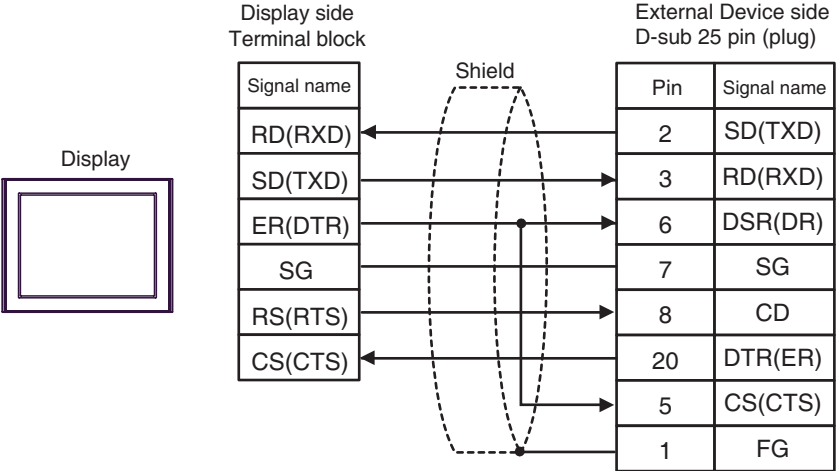 Display side
Terminal block
External Device side
D-sub 25 pin (plug)
Display
Shield
Signal name
RD(RXD)
SD(TXD)
ER(DTR)
SG
RS(RTS)
CS(CTS)
Pin Signal name
2 SD(TXD)
3 RD(RXD)
6 DSR(DR)
7 SG
8 CD
20 DTR(ER)
5 CS(CTS)
1 FG